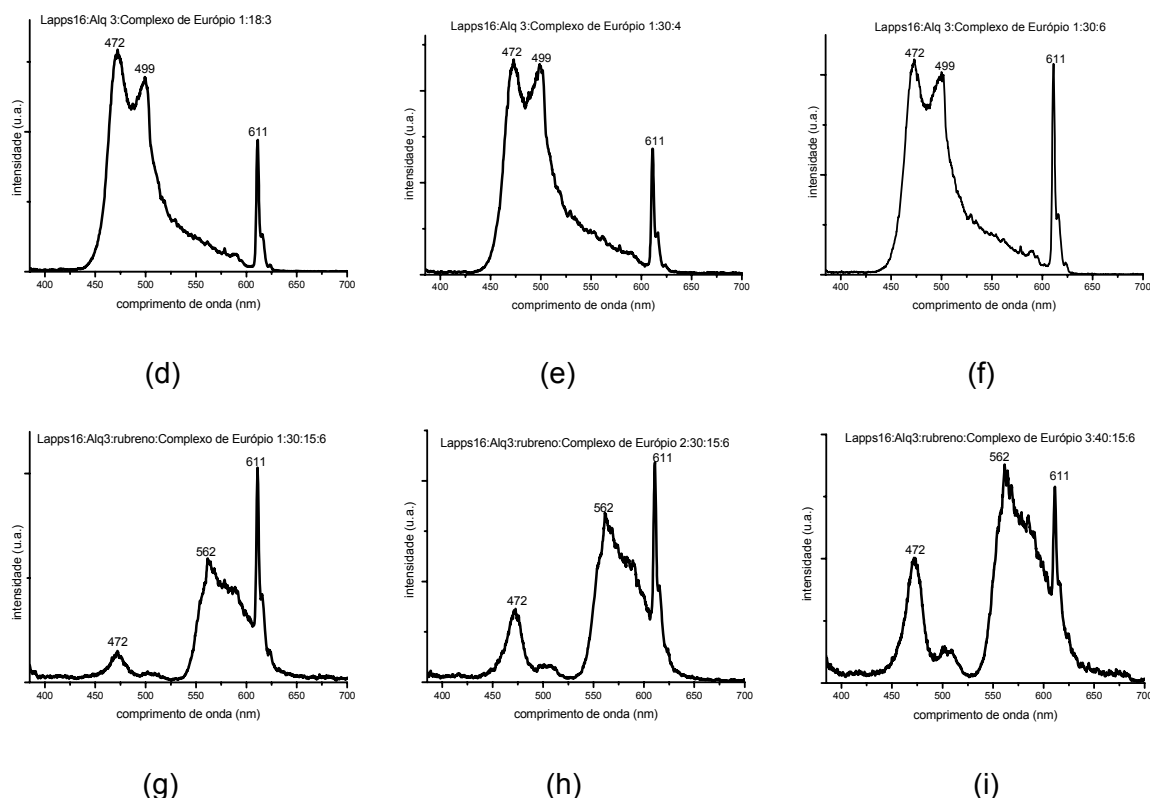 Lapps16:Alq 3:Complexo de Európio 1:18:3
472
499
611
intensidade (u.a.)
400 450 500 550 600 650 700
comprimento de onda (nm)
(d)
Lapps16:Alq 3:Complexo de Európio 1:30:4
472
499
611
intensidade (u.a.)
400 450 500 550 600 650 700
comprimento de onda (nm)
(e)
Lapps16:Alq 3:Complexo de Európio 1:30:6
472
499
611
intensidade (u.a.)
400 450 500 550 600 650 700
comprimento de onda (nm)
(f)
Lapps16:Alq3:rubreno:Complexo de Európio 1:30:15:6
472
562
611
intensidade (u.a.)
400 450 500 550 600 650 700
comprimento de onda (nm)
(g)
Lapps16:Alq3:rubreno:Complexo de Európio 2:30:15:6
472
562
611
intensidade (u.a.)
400 450 500 550 600 650 700
comprimento de onda (nm)
(h)
Lapps16:Alq3:rubreno:Complexo de Európio 3:40:15:6
472
562
611
intensidade (u.a.)
400 450 500 550 600 650 700
comprimento de onda (nm)
(i)